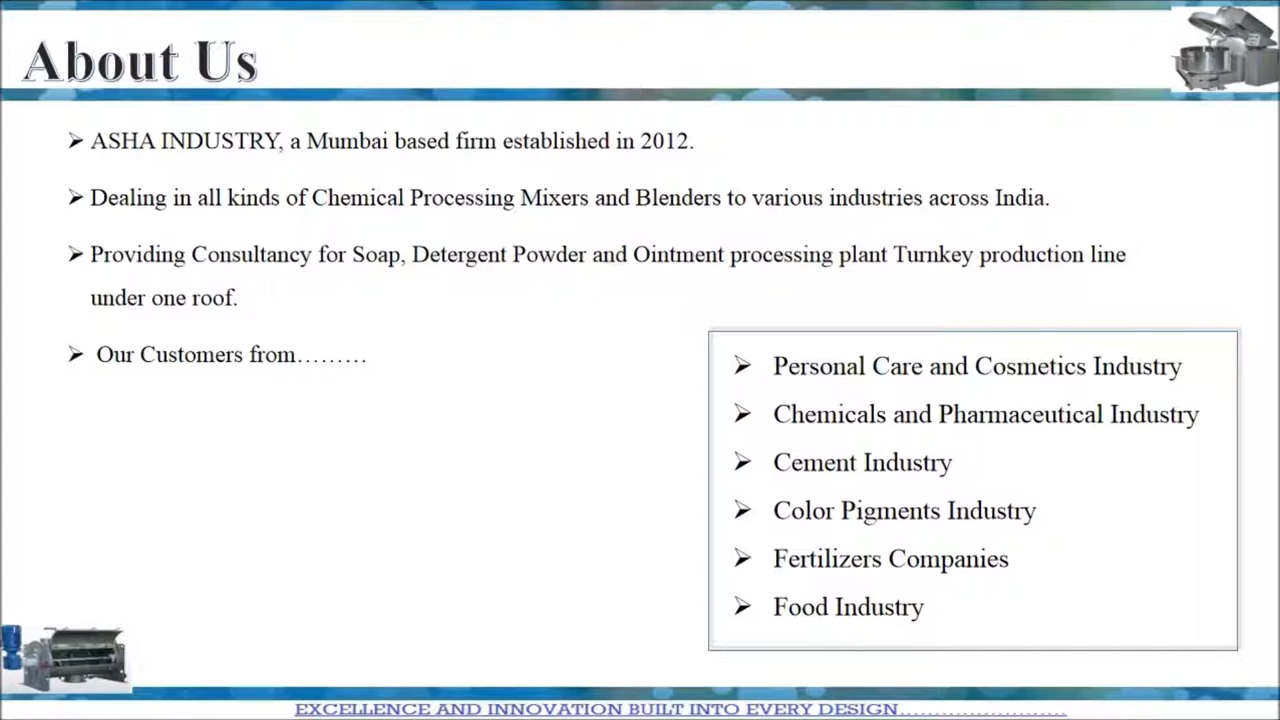 About Us
➢ ASHA INDUSTRY, a Mumbai based firm established in 2012.
➢ Dealing in all kinds of Chemical Processing Mixers and Blenders to various industries across India.
➢ Providing Consultancy for Soap, Detergent Powder and Ointment processing plant Turnkey production line
under one roof.
➢ Our Customers from………
➢ Personal Care and Cosmetics Industry
➢ Chemicals and Pharmaceutical Industry
➢ Cement Industry
➢ Color Pigments Industry
➢ Fertilizers Companies
➢ Food Industry
EXCELLENCE AND INNOVATION BUILT INTO EVERY DESIGN........................